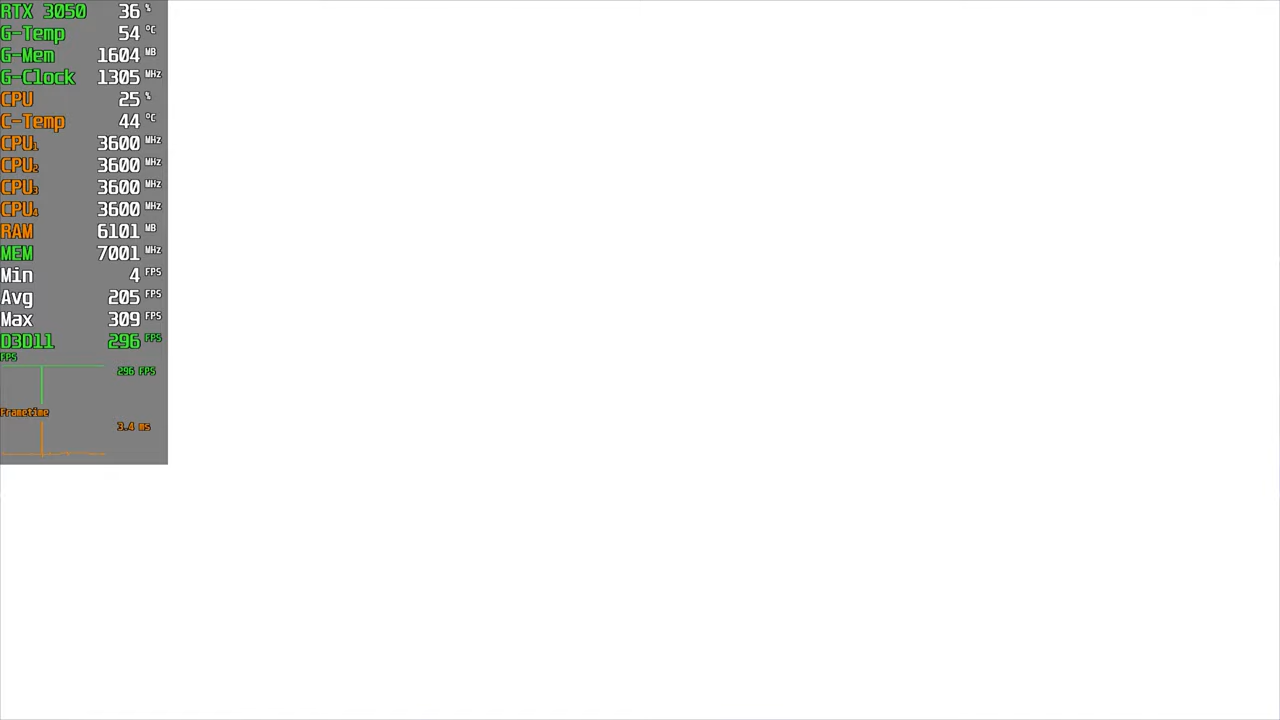 RTX 3050 36 %
G-Temp 54 °C
G-Mem 1604 MB
G-Clock 1305 MHz
CPU 25 %
C-Temp 44 °C
CPU1 3600 MHz
CPU2 3600 MHz
CPU3 3600 MHz
CPU4 3600 MHz
RAM 6101 MB
MEM 7001 MHz
Min 4 FPS
Avg 205 FPS
Max 309 FPS
D3D11 296 FPS
FPS
296 FPS
Frametime
3.4 ms